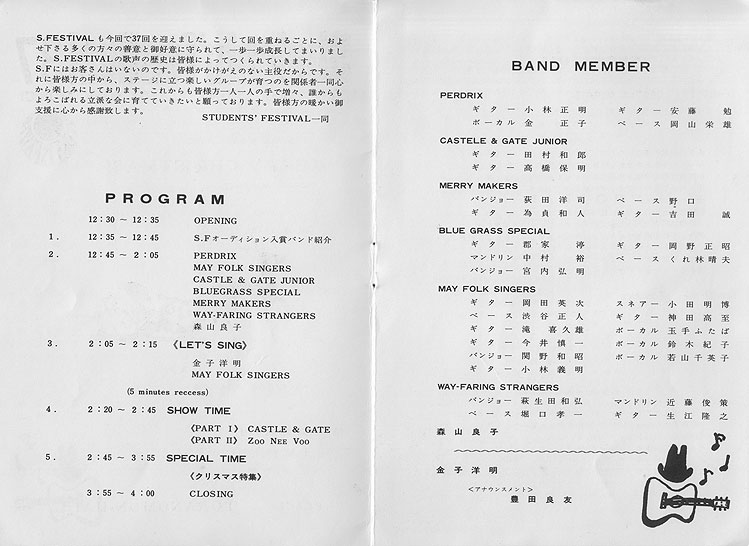 S.FESTIVAL も今回で37回を迎えました。こうして回を重ねるごとに、およ
せ下さる多くの方々の善意と御好意に守られて、一歩一歩成長してまいりまし
た。S.FESTIVALの歌声の歴史は皆様によってつくられていきます。
S.Fにはお客さんはいないのです。皆様がかけがえのない主役だからです。そ
れに皆様方の中から、ステージに立つ楽しいグループが育つのを関係者一同心
から楽しみにしております。これからも皆様方一人一人の手で増々、誰からも
よろこばれる立派な会に育てていきたいと願っております。皆様方の暖かい御
支援に心から感謝致します。
STUDENTS' FESTIVAL一同
PROGRAM
12:30 ～ 12:35 OPENING
1. 12:35 ～ 12:45 S.Fオーディション入賞バンド紹介
2. 12:45 ～ 2:05 PERDRIX
MAY FOLK SINGERS
CASTLE & GATE JUNIOR
BLUEGRASS SPECIAL
MERRY MAKERS
WAY-FARING STRANGERS
森山良子
3. 2:05 ～ 2:15 《LET'S SING》
金子洋明
MAY FOLK SINGERS
(5 minutes reccess)
4. 2:20 ～ 2:45 SHOW TIME
《PART I》 CASTLE & GATE
《PART II》 ZOO NEE VOO
5. 2:45 ～ 3:55 SPECIAL TIME
《クリスマス特集》
3:55 ～ 4:00 CLOSING
BAND MEMBER
PERDRIX
ギター 小林正明 ギター 安藤 勉
ボーカル 金 正子 ベース 岡山栄雄
CASTELE & GATE JUNIOR
ギター 田村和郎
ギター 高橋保明
MERRY MAKERS
バンジョー 荻田洋司 ベース 野口
ギター 為貞和人 ギター 吉田 誠
BLUE GRASS SPECIAL
ギター 郡家 淳 ギター 岡野正昭
マンドリン 中村 裕 ベース くれ林晴夫
バンジョー 宮内弘明
MAY FOLK SINGERS
ギター 岡田英次 スネアー 小田明博
ベース 渋谷正人 ギター 神田高至
ギター 滝 喜久雄 ボーカル 玉手ふたば
ギター 今井慎一 ボーカル 鈴木紀子
バンジョー 関野和昭 ボーカル 若山千英子
ギター 小林義明
WAY-FARING STRANGERS
バンジョー 萩生田和弘 マンドリン 近藤俊策
ベース 堀口孝一 ギター 生江隆之
森山良子
金子洋明
＜アナウンスメント＞
豊田良友